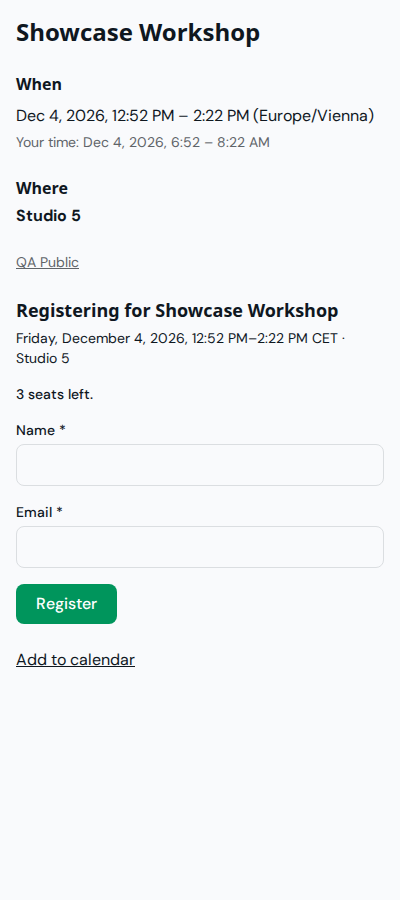 Showcase Workshop
When
Dec 4, 2026, 12:52 PM – 2:22 PM (Europe/Vienna)
Your time: Dec 4, 2026, 6:52 – 8:22 AM
Where
Studio 5
QA Public
Registering for Showcase Workshop
Friday, December 4, 2026, 12:52 PM–2:22 PM CET ·
Studio 5
3 seats left.
Name *
Email *
Register
Add to calendar